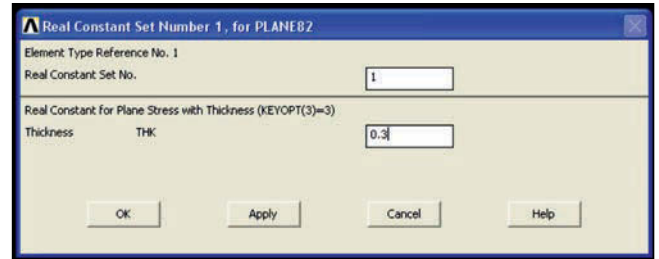 Real Constant Set Number 1, for PLANE82
Element Type Reference No. 1
Real Constant Set No. 1
Real Constant for Plane Stress with Thickness (KEYOPT(3)=3)
Thickness THK 0.3
OK Apply Cancel Help